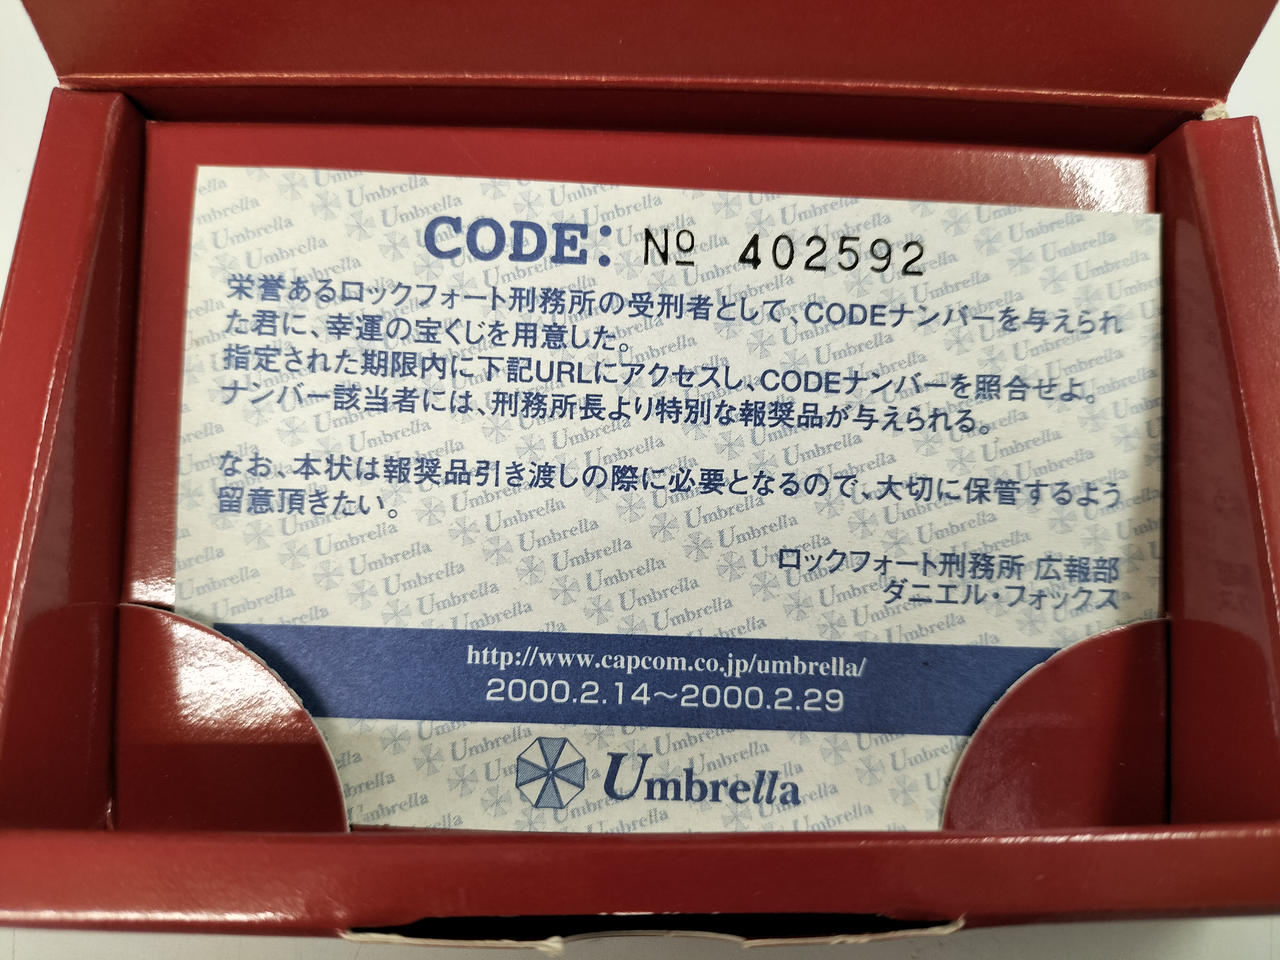 CODE: № 402592
栄誉あるロックフォート刑務所の受刑者として、CODEナンバーを与えられ
た君に、幸運の宝くじを用意した。
指定された期限内に下記URLにアクセスし、CODEナンバーを照合せよ。
ナンバー該当者には、刑務所長より特別な報奨品が与えられる。
なお、本状は報奨品引き渡しの際に必要となるので、大切に保管するよう
留意頂きたい。
ロックフォート刑務所 広報部
ダニエル・フォックス
http://www.capcom.co.jp/umbrella/
2000.2.14～2000.2.29
Umbrella